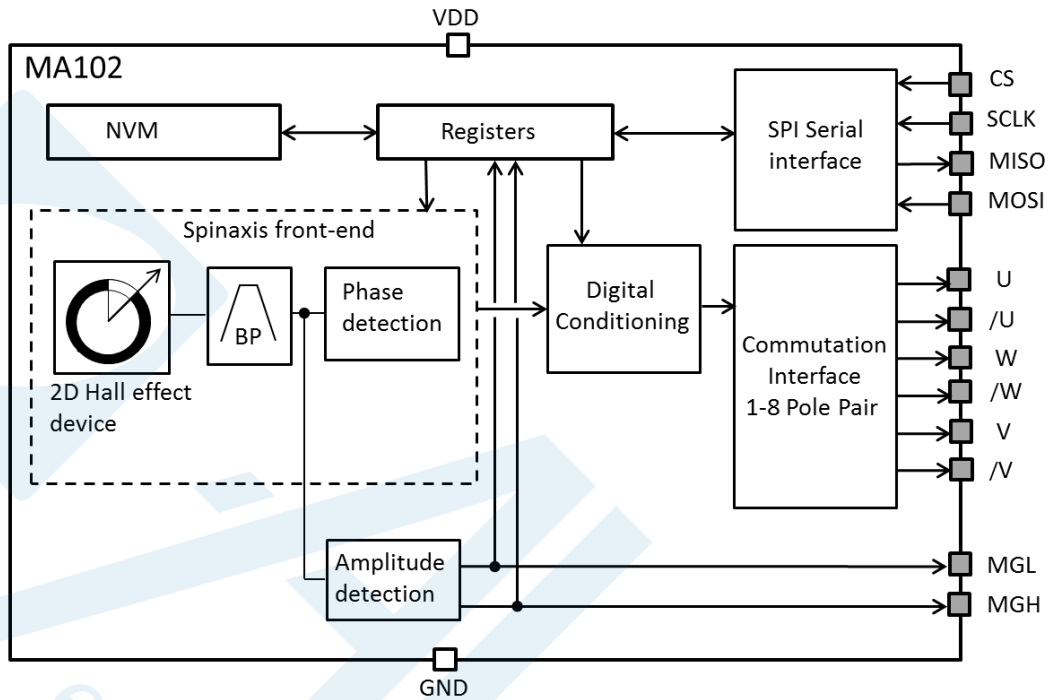 VDD
MA102
NVM
Registers
SPI Serial
interface
CS
SCLK
MISO
MOSI
Spinaxis front-end
2D Hall effect
device
BP
Phase
detection
Digital
Conditioning
Commutation
Interface
1-8 Pole Pair
U
/U
W
/W
V
/V
Amplitude
detection
MGL
MGH
GND